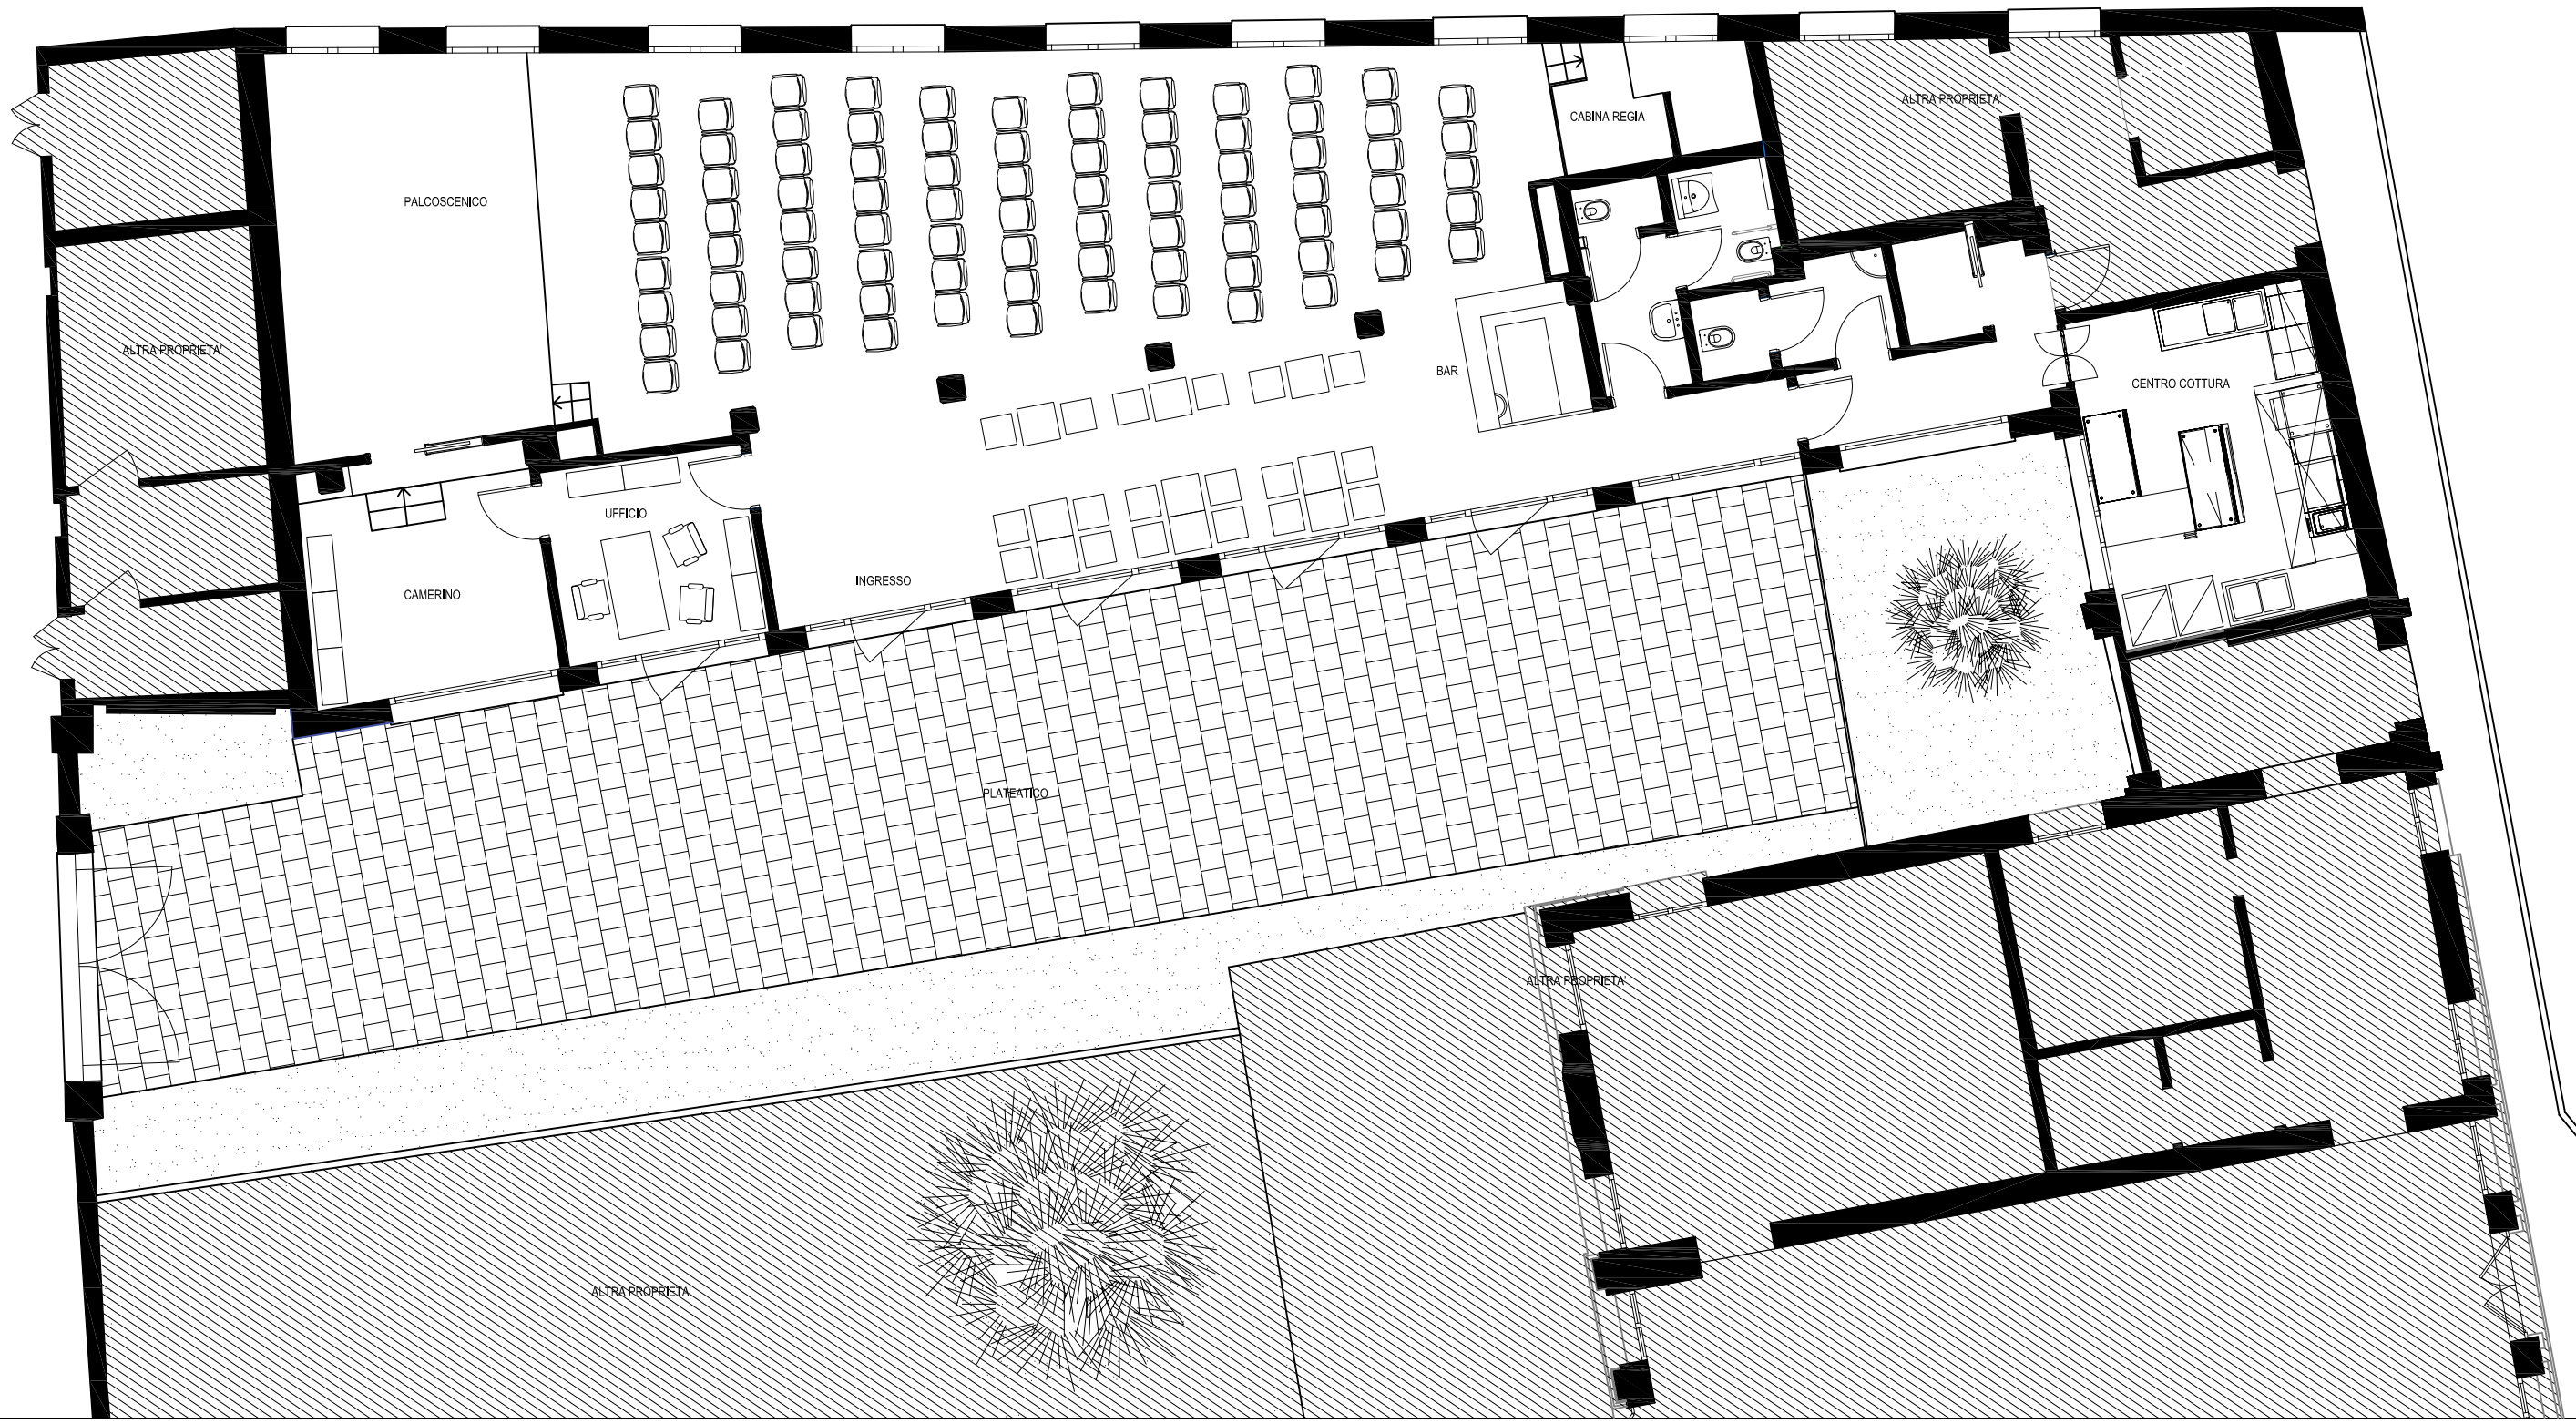 ALTRA PROPRIETA'
CABINA REGIA
PALCOSCENICO
ALTRA PROPRIETA'
BAR
CENTRO COTTURA
UFFICIO
INGRESSO
CAMERINO
PLATEATICO
ALTRA PROPRIETA'
ALTRA PROPRIETA'